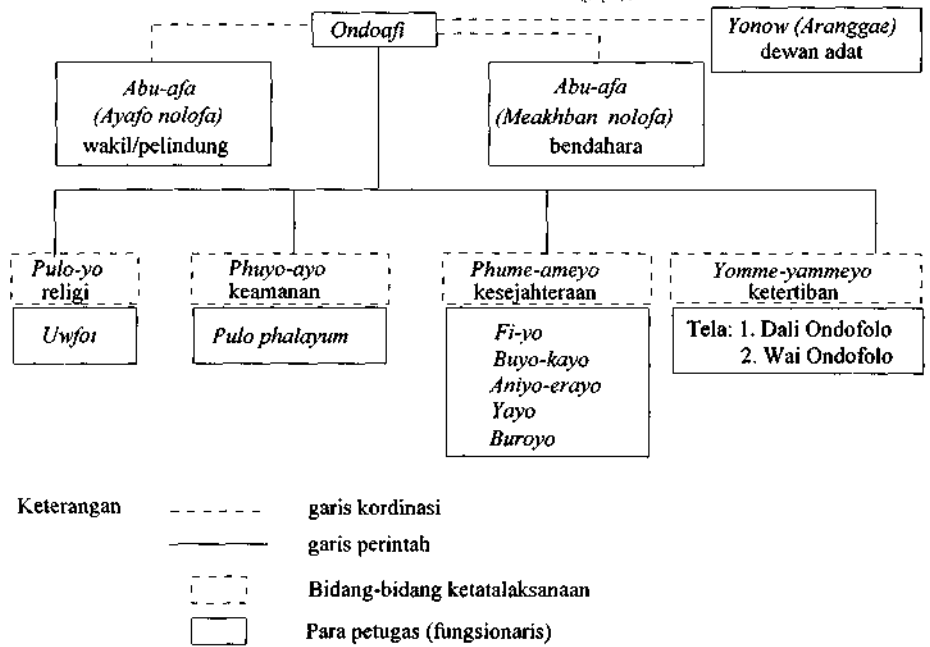 Ondoafi
Yonow (Aranggae)
dewan adat
Abu-afa
(Ayafo nolofa)
wakil/pelindung
Abu-afa
(Meakhban nolofa)
bendahara
Pulo-yo
religi
Uwfoi
Phuyo-ayo
keamanan
Pulo phalayum
Phume-ameyo
kesejahteraan
Fi-yo
Buyo-kayo
Aniyo-erayo
Yayo
Buroyo
Yomme-yammeyo
ketertiban
Tela: 1. Dali Ondofolo
2. Wai Ondofolo
Keterangan
garis kordinasi
garis perintah
Bidang-bidang ketatalaksanaan
Para petugas (fungsionaris)